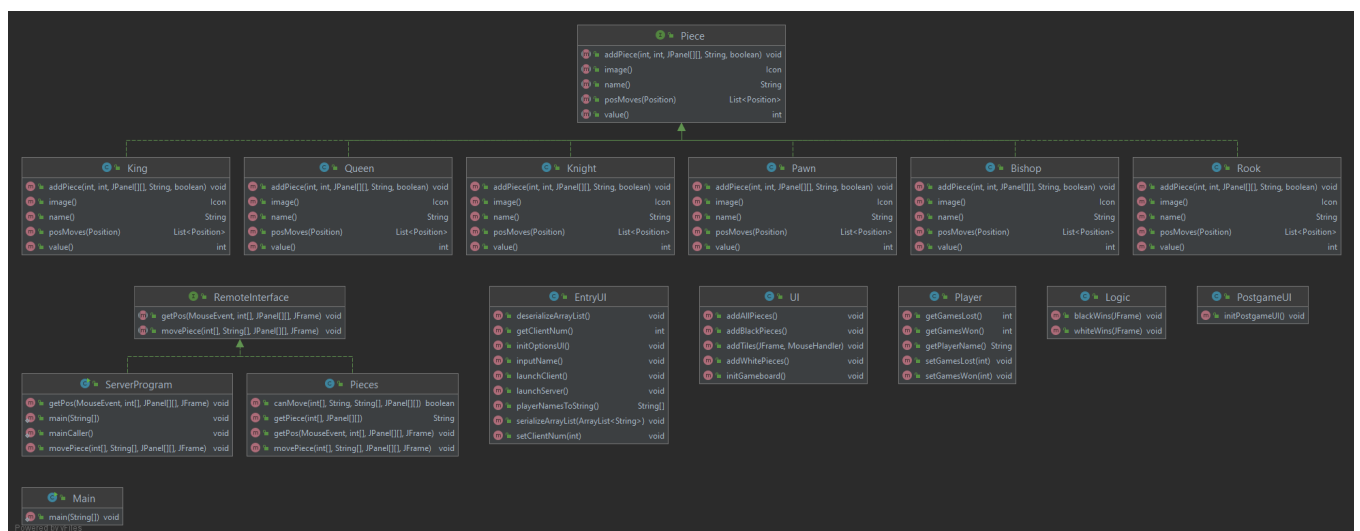 Piece
addPiece(int, int, JPanel[][], String, boolean) void
image() Icon
name() String
posMoves(Position) List<Position>
value() int
King
addPiece(int, int, JPanel[][], String, boolean) void
image() Icon
name() String
posMoves(Position) List<Position>
value() int
Queen
addPiece(int, int, JPanel[][], String, boolean) void
image() Icon
name() String
posMoves(Position) List<Position>
value() int
Knight
addPiece(int, int, JPanel[][], String, boolean) void
image() Icon
name() String
posMoves(Position) List<Position>
value() int
Pawn
addPiece(int, int, JPanel[][], String, boolean) void
image() Icon
name() String
posMoves(Position) List<Position>
value() int
Bishop
addPiece(int, int, JPanel[][], String, boolean) void
image() Icon
name() String
posMoves(Position) List<Position>
value() int
Rook
addPiece(int, int, JPanel[][], String, boolean) void
image() Icon
name() String
posMoves(Position) List<Position>
value() int
RemoteInterface
getPos(MouseEvent, int[], JPanel[][], JFrame) void
movePiece(int[], String[], JPanel[][], JFrame) void
ServerProgram
getPos(MouseEvent, int[], JPanel[][], JFrame) void
main(String[]) void
mainCaller() void
movePiece(int[], String[], JPanel[][], JFrame) void
Pieces
canMove(int[], String, String[], JPanel[][]) boolean
getPiece(int[], JPanel[][]) String
getPos(MouseEvent, int[], JPanel[][], JFrame) void
movePiece(int[], String[], JPanel[][], JFrame) void
EntryUI
deserializeArrayList() void
getClientNum() int
initOptionsUI() void
inputName() void
launchClient() void
launchServer() void
playerNamesToString() String[]
serializeArrayList(ArrayList<String>) void
setClientNum(int) void
UI
addAllPieces() void
addBlackPieces() void
addTiles(JFrame, MouseHandler) void
addWhitePieces() void
initGameboard() void
Player
getGamesLost() int
getGamesWon() int
getPlayerName() String
setGamesLost(int) void
setGamesWon(int) void
Logic
blackWins(JFrame) void
whiteWins(JFrame) void
PostgameUI
initPostgameUI() void
Main
main(String[]) void
Powered by yFiles